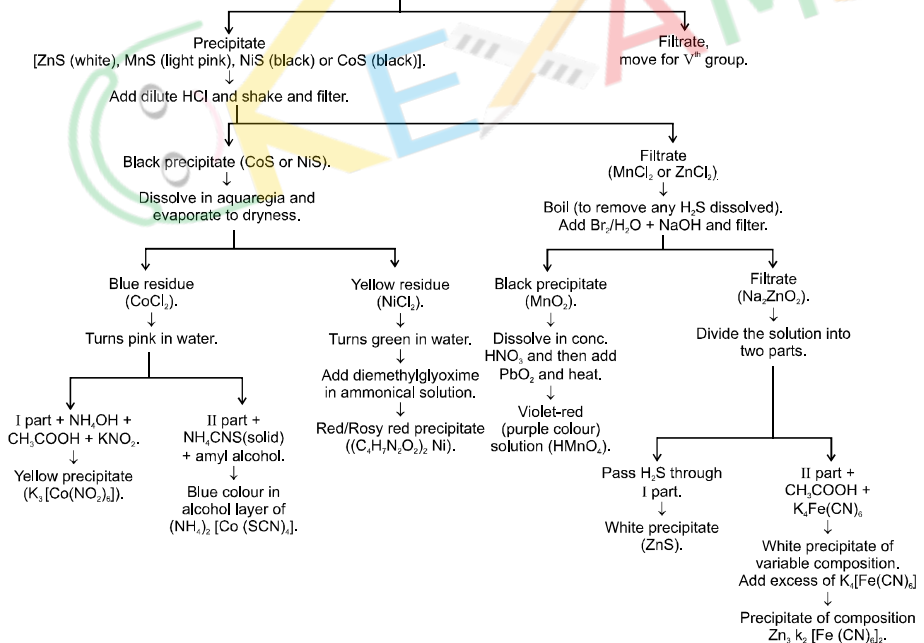 Precipitate
[ZnS (white), MnS (light pink), NiS (black) or CoS (black)].
Filtrate,
move for Vᵗʰ group.
↓
Add dilute HCl and shake and filter.
Black precipitate (CoS or NiS).
↓
Dissolve in aquaregia and
evaporate to dryness.
Filtrate
(MnCl₂ or ZnCl₂)
↓
Boil (to remove any H₂S dissolved).
Add Br₂/H₂O + NaOH and filter.
Blue residue
(CoCl₂).
↓
Turns pink in water.
I part + NH₄OH +
CH₃COOH + KNO₂.
↓
Yellow precipitate
(K₃[Co(NO₂)₆]).
II part +
NH₄CNS(solid)
+ amyl alcohol.
↓
Blue colour in
alcohol layer of
(NH₄)₂ [Co (SCN)₄].
Yellow residue
(NiCl₂).
↓
Turns green in water.
↓
Add diemethylglyoxime
in ammonical solution.
↓
Red/Rosy red precipitate
((C₄H₇N₂O₂)₂ Ni).
Black precipitate
(MnO₂).
↓
Dissolve in conc.
HNO₃ and then add
PbO₂ and heat.
↓
Violet-red
(purple colour)
solution (HMnO₄).
Filtrate
(Na₂ZnO₂).
↓
Divide the solution into
two parts.
Pass H₂S through
I part.
↓
White precipitate
(ZnS).
II part +
CH₃COOH +
K₄Fe(CN)₆
↓
White precipitate of
variable composition.
Add excess of K₄[Fe(CN)₆]
↓
Precipitate of composition
Zn₃ k₂ [Fe (CN)₆]₂.